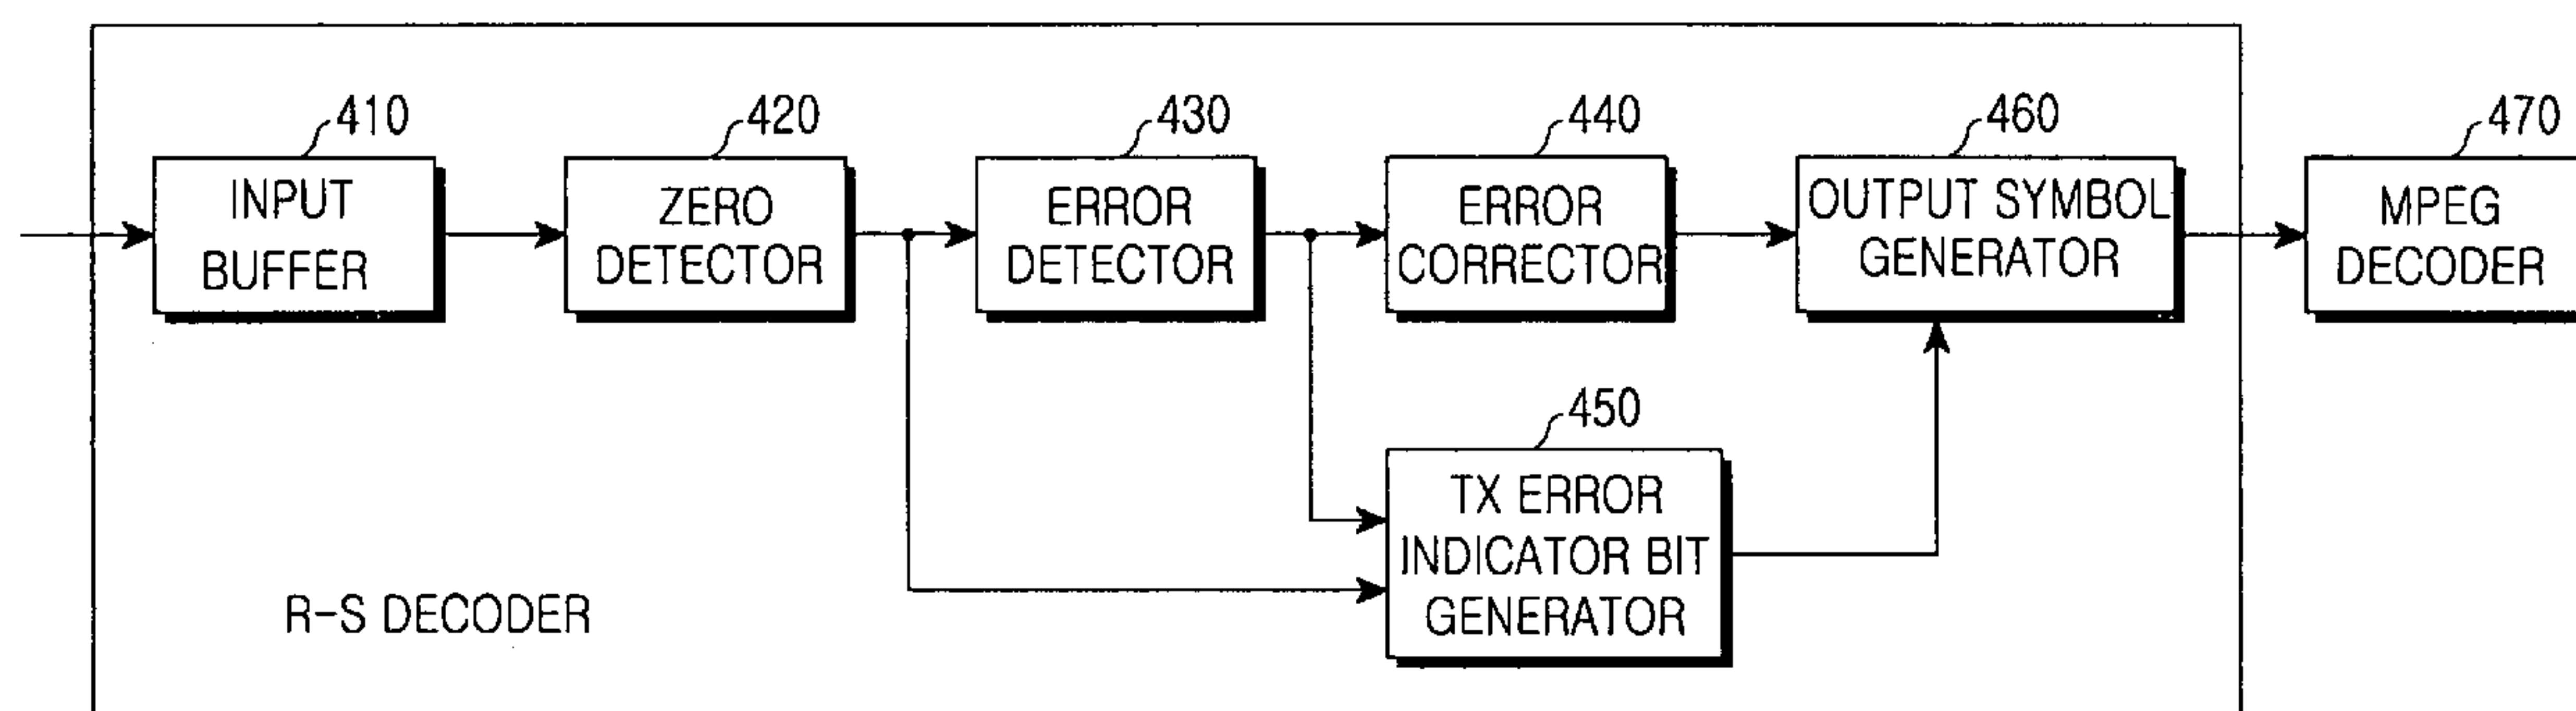 410
INPUT
BUFFER
420
ZERO
DETECTOR
430
ERROR
DETECTOR
440
ERROR
CORRECTOR
460
OUTPUT SYMBOL
GENERATOR
470
MPEG
DECODER
450
TX ERROR
INDICATOR BIT
GENERATOR
R-S DECODER